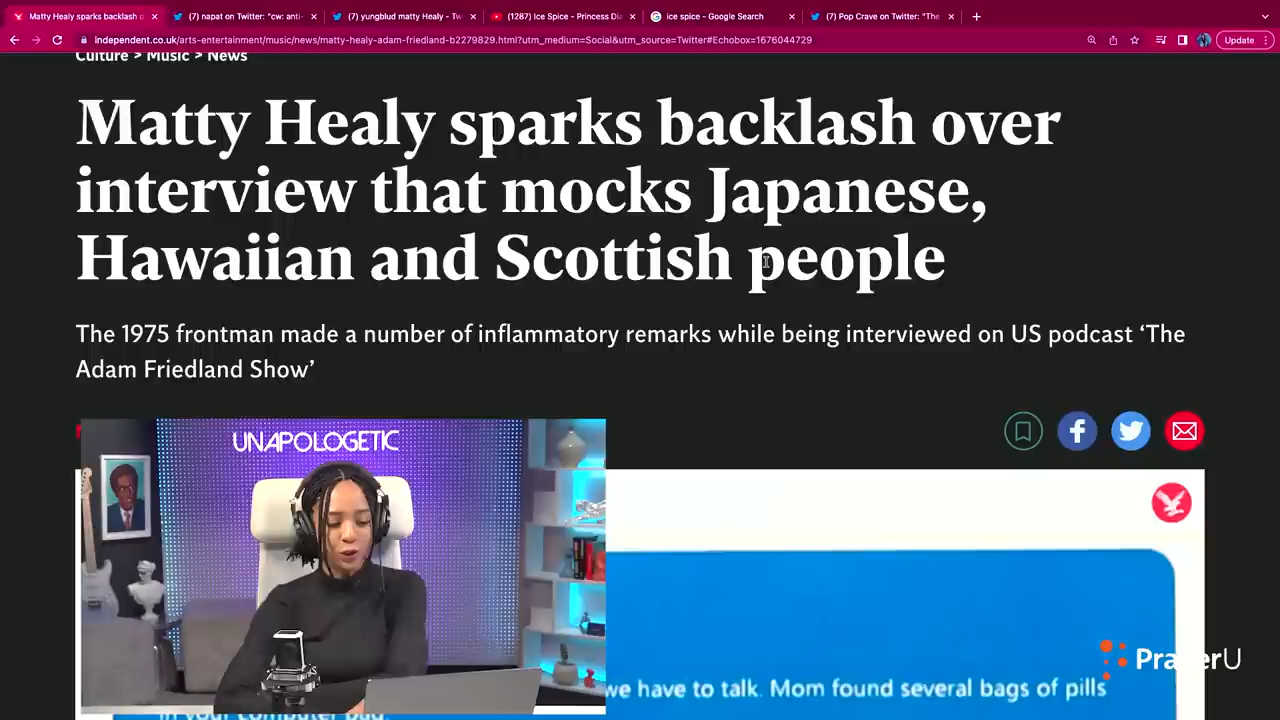 Matty Healy sparks backlash o
(7) napat on Twitter: "cw: anti-
(7) yungblud matty Healy - Tw
(1287) Ice Spice - Princess Dia
ice spice - Google Search
(7) Pop Crave on Twitter: "The
independent.co.uk/arts-entertainment/music/news/matty-healy-adam-friedland-b2279829.html?utm_medium=Social&utm_source=Twitter#Echobox=1676044729
Update
Culture > Music > News
Matty Healy sparks backlash over
interview that mocks Japanese,
Hawaiian and Scottish people
The 1975 frontman made a number of inflammatory remarks while being interviewed on US podcast ‘The
Adam Friedland Show’
UNAPOLOGETIC
PragerU
we have to talk. Mom found several bags of pills
in your computer bag.